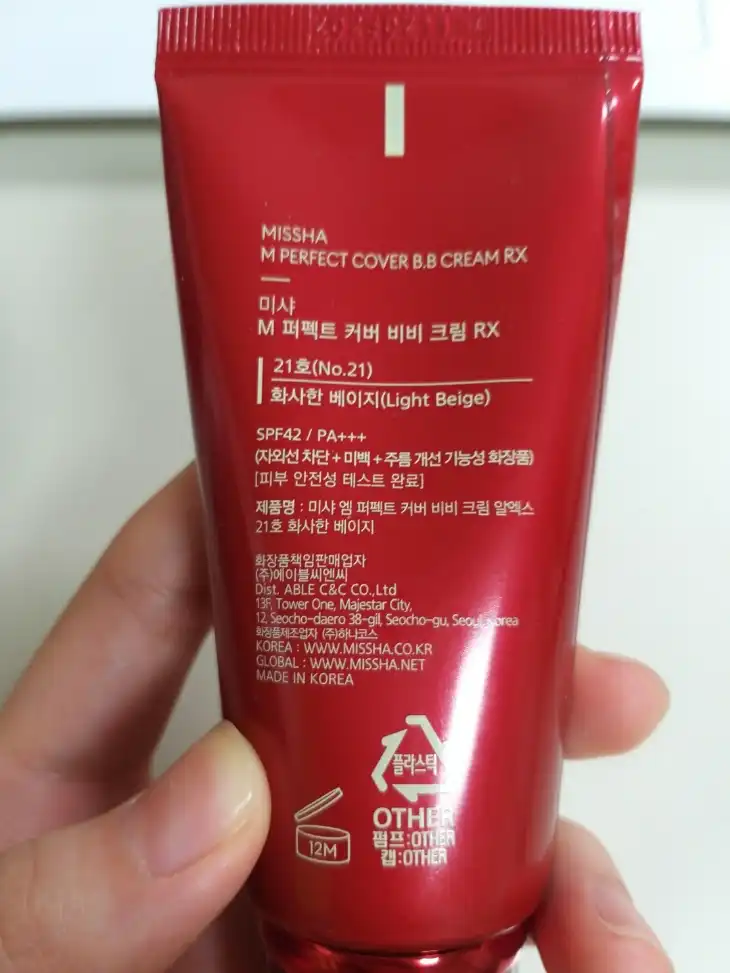 MISSHA
M PERFECT COVER B.B CREAM RX
미샤
M 퍼펙트 커버 비비 크림 RX
21호(No.21)
화사한 베이지(Light Beige)
SPF42 / PA+++
(자외선 차단 + 미백 + 주름 개선 기능성 화장품)
[피부 안전성 테스트 완료]
제품명 : 미샤 엠 퍼펙트 커버 비비 크림 알엑스
21호 화사한 베이지
화장품책임판매업자
(주)에이블씨엔씨
Dist. ABLE C&C CO.,Ltd
13F, Tower One, Majestar City,
12, Seocho-daero 38-gil, Seocho-gu, Seoul, Korea
화장품제조업자 (주)하나코스
KOREA : WWW.MISSHA.CO.KR
GLOBAL : WWW.MISSHA.NET
MADE IN KOREA
플라스틱
OTHER
펌프:OTHER
캡:OTHER
12M